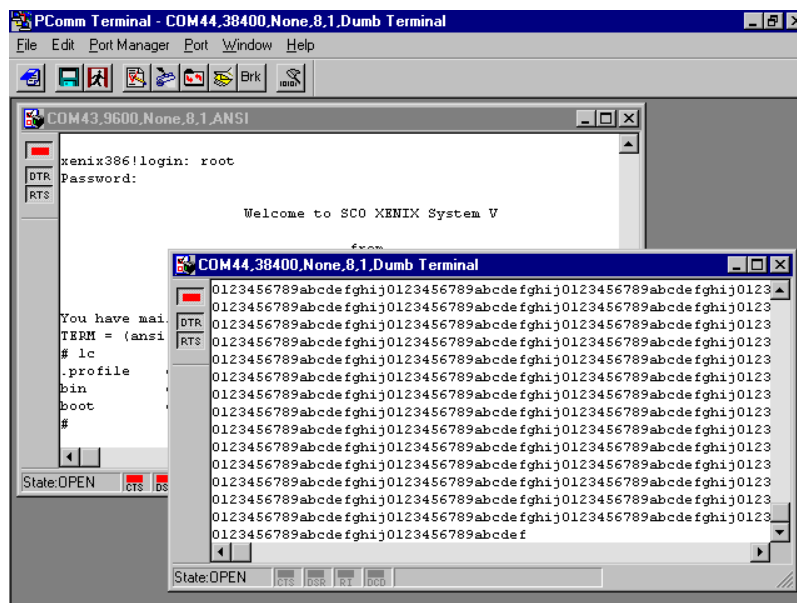 PComm Terminal - COM44,38400,None,8,1,Dumb Terminal
File Edit Port Manager Port Window Help
Brk
COM43,9600,None,8,1,ANSI
DTR
RTS
xenix386!login: root
Password:
Welcome to SCO XENIX System V
from
You have mai
TERM = (ansi
# lc
.profile
bin
boot
#
State:OPEN CTS
COM44,38400,None,8,1,Dumb Terminal
DTR
RTS
0123456789abcdefghij0123456789abcdefghij0123456789abcdefghij0123
0123456789abcdefghij0123456789abcdefghij0123456789abcdefghij0123
0123456789abcdefghij0123456789abcdefghij0123456789abcdefghij0123
0123456789abcdefghij0123456789abcdefghij0123456789abcdefghij0123
0123456789abcdefghij0123456789abcdefghij0123456789abcdefghij0123
0123456789abcdefghij0123456789abcdefghij0123456789abcdefghij0123
0123456789abcdefghij0123456789abcdefghij0123456789abcdefghij0123
0123456789abcdefghij0123456789abcdefghij0123456789abcdefghij0123
0123456789abcdefghij0123456789abcdefghij0123456789abcdefghij0123
0123456789abcdefghij0123456789abcdefghij0123456789abcdefghij0123
0123456789abcdefghij0123456789abcdefghij0123456789abcdefghij0123
0123456789abcdefghij0123456789abcdefghij0123456789abcdefghij0123
0123456789abcdefghij0123456789abcdefghij0123456789abcdefghij0123
0123456789abcdefghij0123456789abcdefghij0123456789abcdefghij0123
0123456789abcdefghij0123456789abcdef
State:OPEN CTS DSR RI DCD